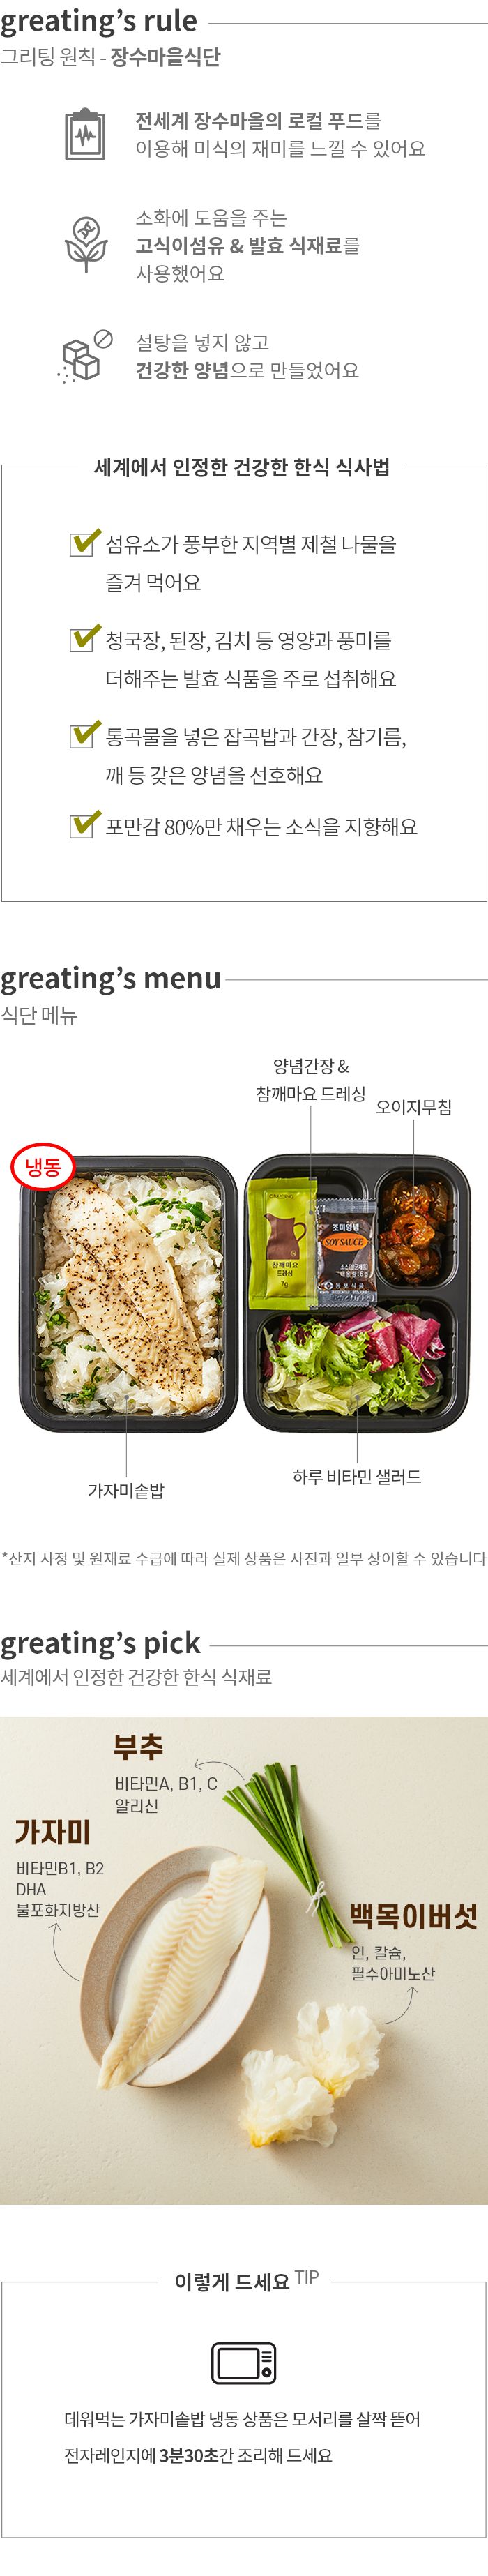 greating’s rule
그리팅 원칙 - 장수마을식단
전세계 장수마을의 로컬 푸드를
이용해 미식의 재미를 느낄 수 있어요
소화에 도움을 주는
고식이섬유 & 발효 식재료를
사용했어요
설탕을 넣지 않고
건강한 양념으로 만들었어요
세계에서 인정한 건강한 한식 식사법
섬유소가 풍부한 지역별 제철 나물을
즐겨 먹어요
청국장, 된장, 김치 등 영양과 풍미를
더해주는 발효 식품을 주로 섭취해요
통곡물을 넣은 잡곡밥과 간장, 참기름,
깨 등 갖은 양념을 선호해요
포만감 80%만 채우는 소식을 지향해요
greating’s menu
식단 메뉴
양념간장 &
참깨마요 드레싱
오이지무침
냉동
참깨마요
드레싱
7g
조미양념
SOY SAUCE
가자미솥밥
하루 비타민 샐러드
*산지 사정 및 원재료 수급에 따라 실제 상품은 사진과 일부 상이할 수 있습니다
greating’s pick
세계에서 인정한 건강한 한식 식재료
부추
비타민A, B1, C
알리신
가자미
비타민B1, B2
DHA
불포화지방산
백목이버섯
인, 칼슘,
필수아미노산
이렇게 드세요 TIP
데워먹는 가자미솥밥 냉동 상품은 모서리를 살짝 뜯어
전자레인지에 3분30초간 조리해 드세요